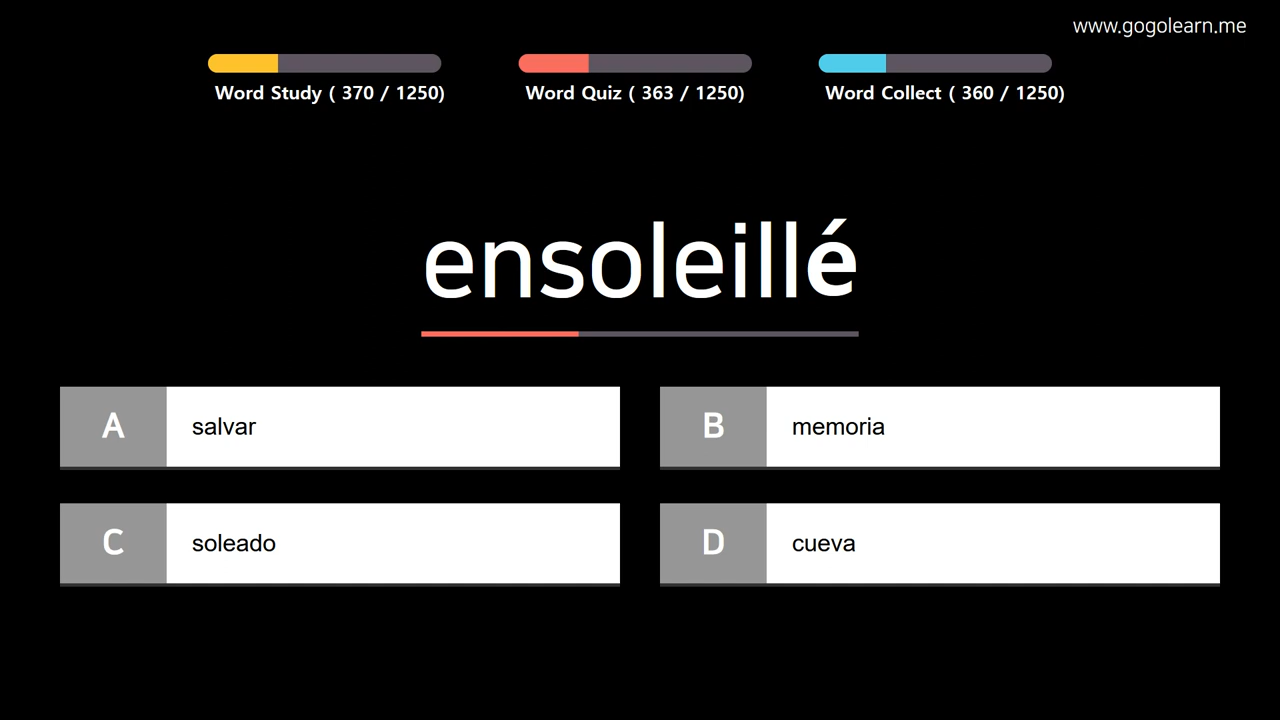 www.gogolearn.me
Word Study ( 370 / 1250)
Word Quiz ( 363 / 1250)
Word Collect ( 360 / 1250)
ensoleillé
A
salvar
B
memoria
C
soleado
D
cueva